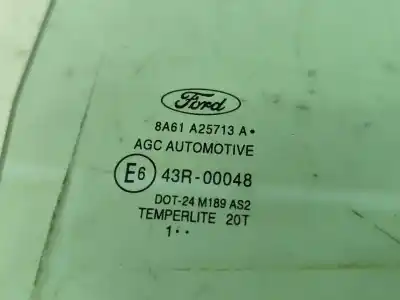 Ford
8A61 A25713 A•
AGC AUTOMOTIVE
E6 43R-00048
DOT-24 M189 AS2
TEMPERLITE 20T
1••